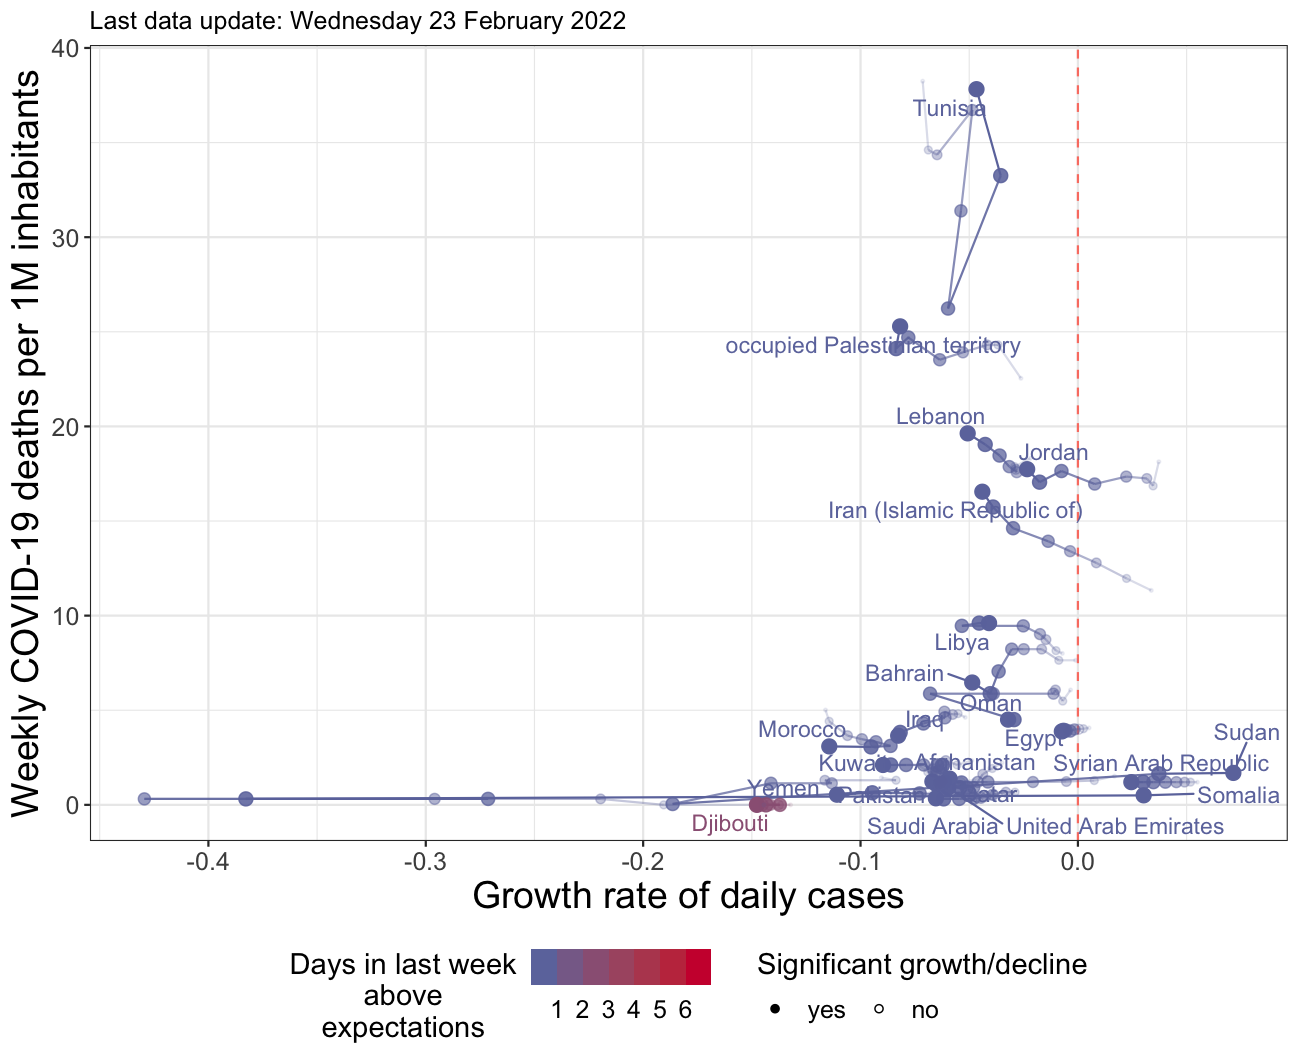 Last data update: Wednesday 23 February 2022
Weekly COVID-19 deaths per 1M inhabitants
40
30
20
10
0
Tunisia
occupied Palestinian territory
Lebanon
Jordan
Iran (Islamic Republic of)
Libya
Bahrain
Oman
Morocco
Iraq
Egypt
Sudan
Kuwait
Afghanistan
Syrian Arab Republic
Yemen
Pakistan
Qatar
Somalia
Djibouti
Saudi Arabia
United Arab Emirates
-0.4
-0.3
-0.2
-0.1
0.0
Growth rate of daily cases
Days in last week
above
expectations
1 2 3 4 5 6
Significant growth/decline
yes
no